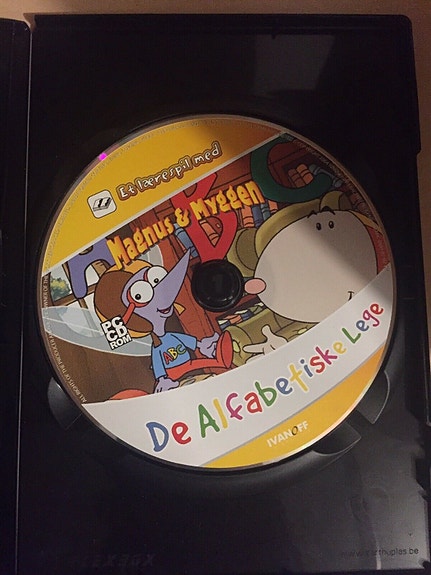 Et lærespil med
Magnus & Myggen
A B C
PC
CD
ROM
ABC
De Alfabetiske Lege
IVANOFF